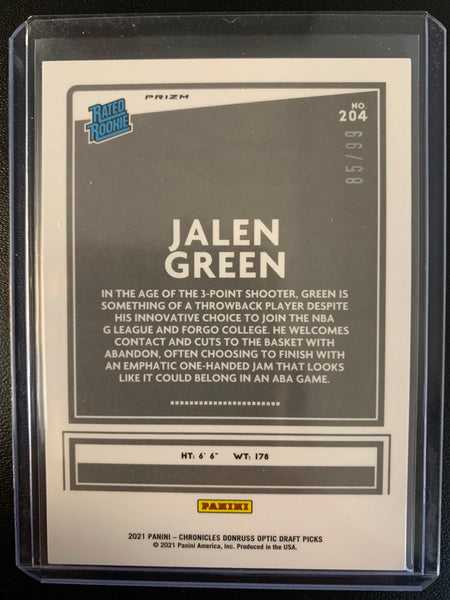 RATED
ROOKIE
PRIZM
NO.
204
85/99
JALEN
GREEN
IN THE AGE OF THE 3-POINT SHOOTER, GREEN IS
SOMETHING OF A THROWBACK PLAYER DESPITE
HIS INNOVATIVE CHOICE TO JOIN THE NBA
G LEAGUE AND FORGO COLLEGE. HE WELCOMES
CONTACT AND CUTS TO THE BASKET WITH
ABANDON, OFTEN CHOOSING TO FINISH WITH
AN EMPHATIC ONE-HANDED JAM THAT LOOKS
LIKE IT COULD BELONG IN AN ABA GAME.
HT: 6' 6" WT: 178
PANINI
2021 PANINI – CHRONICLES DONRUSS OPTIC DRAFT PICKS
© 2021 Panini America, Inc. Produced in the USA.